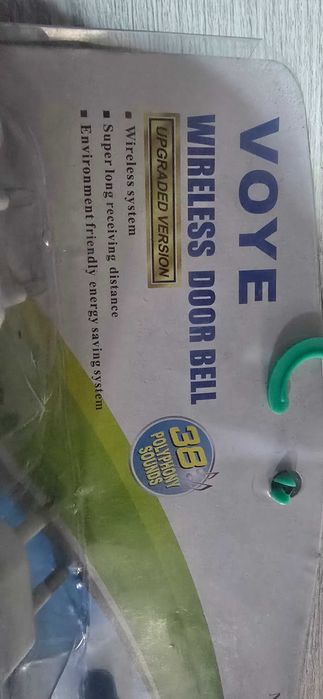 VOYE
WIRELESS DOOR BELL
UPGRADED VERSION
Wireless system
Super long receiving distance
Environment friendly energy saving system
38
POLYPHONY
SOUNDS